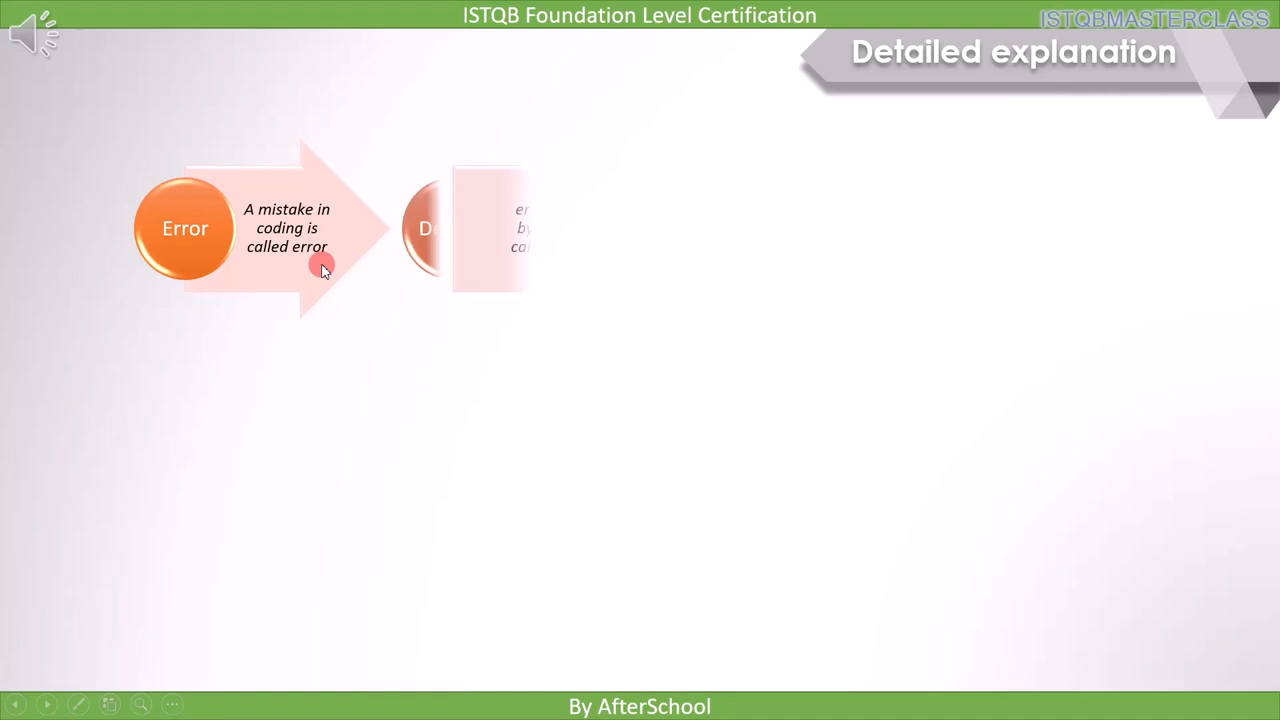 ISTQB Foundation Level Certification
ISTQBMASTERCLASS
Detailed explanation
Error
A mistake in
coding is
called error
By AfterSchool